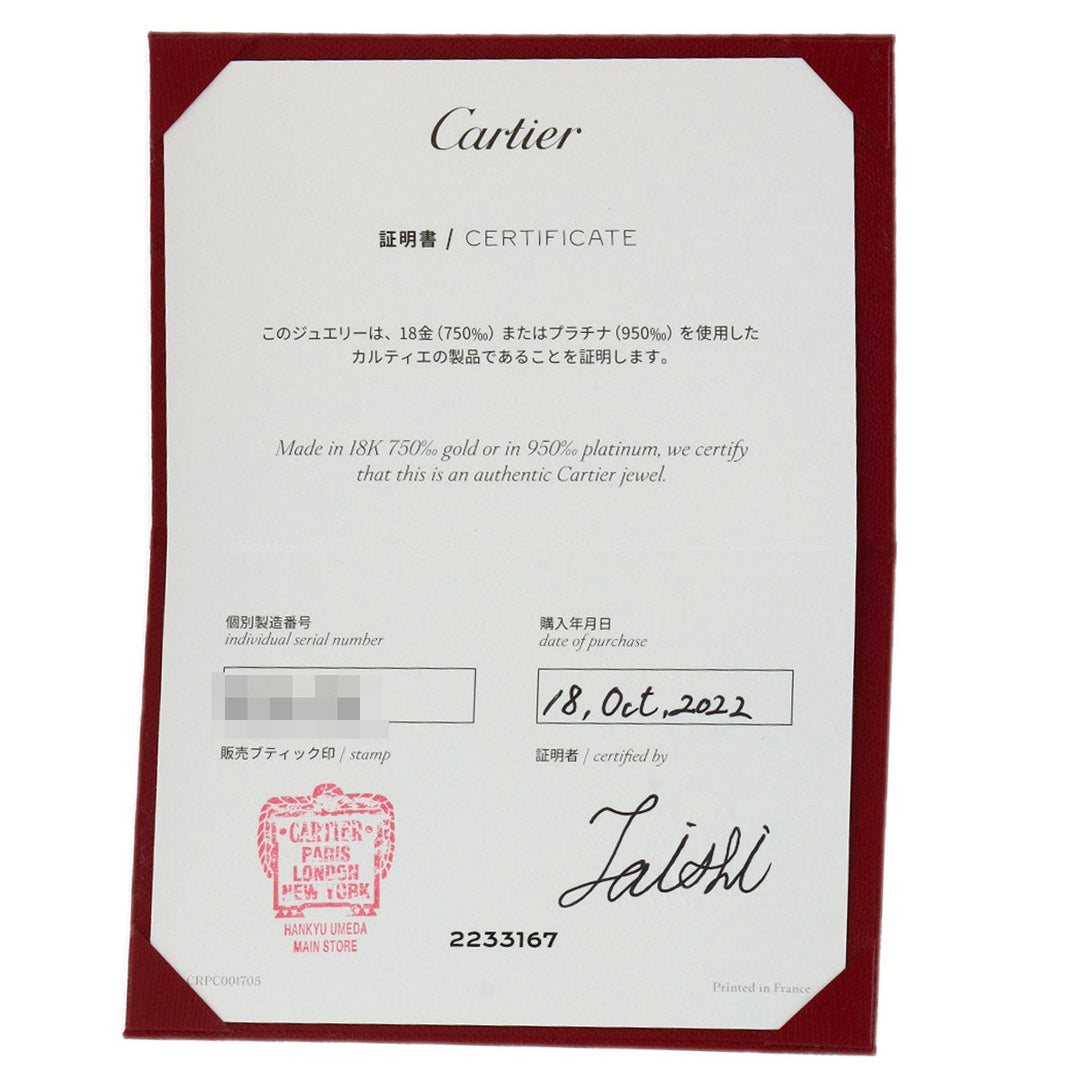 Cartier
証明書 / CERTIFICATE
このジュエリーは、18金(750‰)またはプラチナ(950‰)を使用した
カルティエの製品であることを証明します。
Made in 18K 750‰ gold or in 950‰ platinum, we certify
that this is an authentic Cartier jewel.
個別製造番号
individual serial number
購入年月日
date of purchase
18, Oct, 2022
販売ブティック印 / stamp
証明者 / certified by
CARTIER
PARIS
LONDON
NEW YORK
HANKYU UMEDA
MAIN STORE
Taishi
2233167
CRPC001705
Printed in France